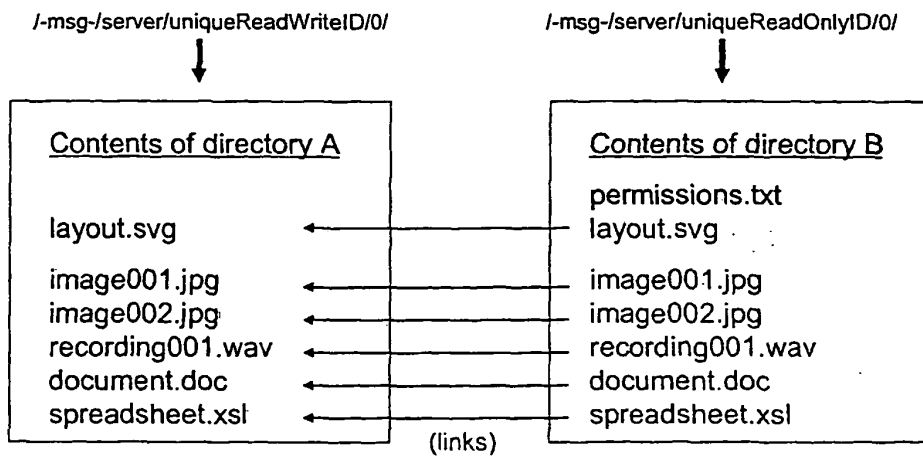 /-msg-/server/uniqueReadWriteID/0/
/-msg-/server/uniqueReadOnlyID/0/
Contents of directory A
layout.svg
image001.jpg
image002.jpg
recording001.wav
document.doc
spreadsheet.xsl
Contents of directory B
permissions.txt
layout.svg
image001.jpg
image002.jpg
recording001.wav
document.doc
spreadsheet.xsl
(links)